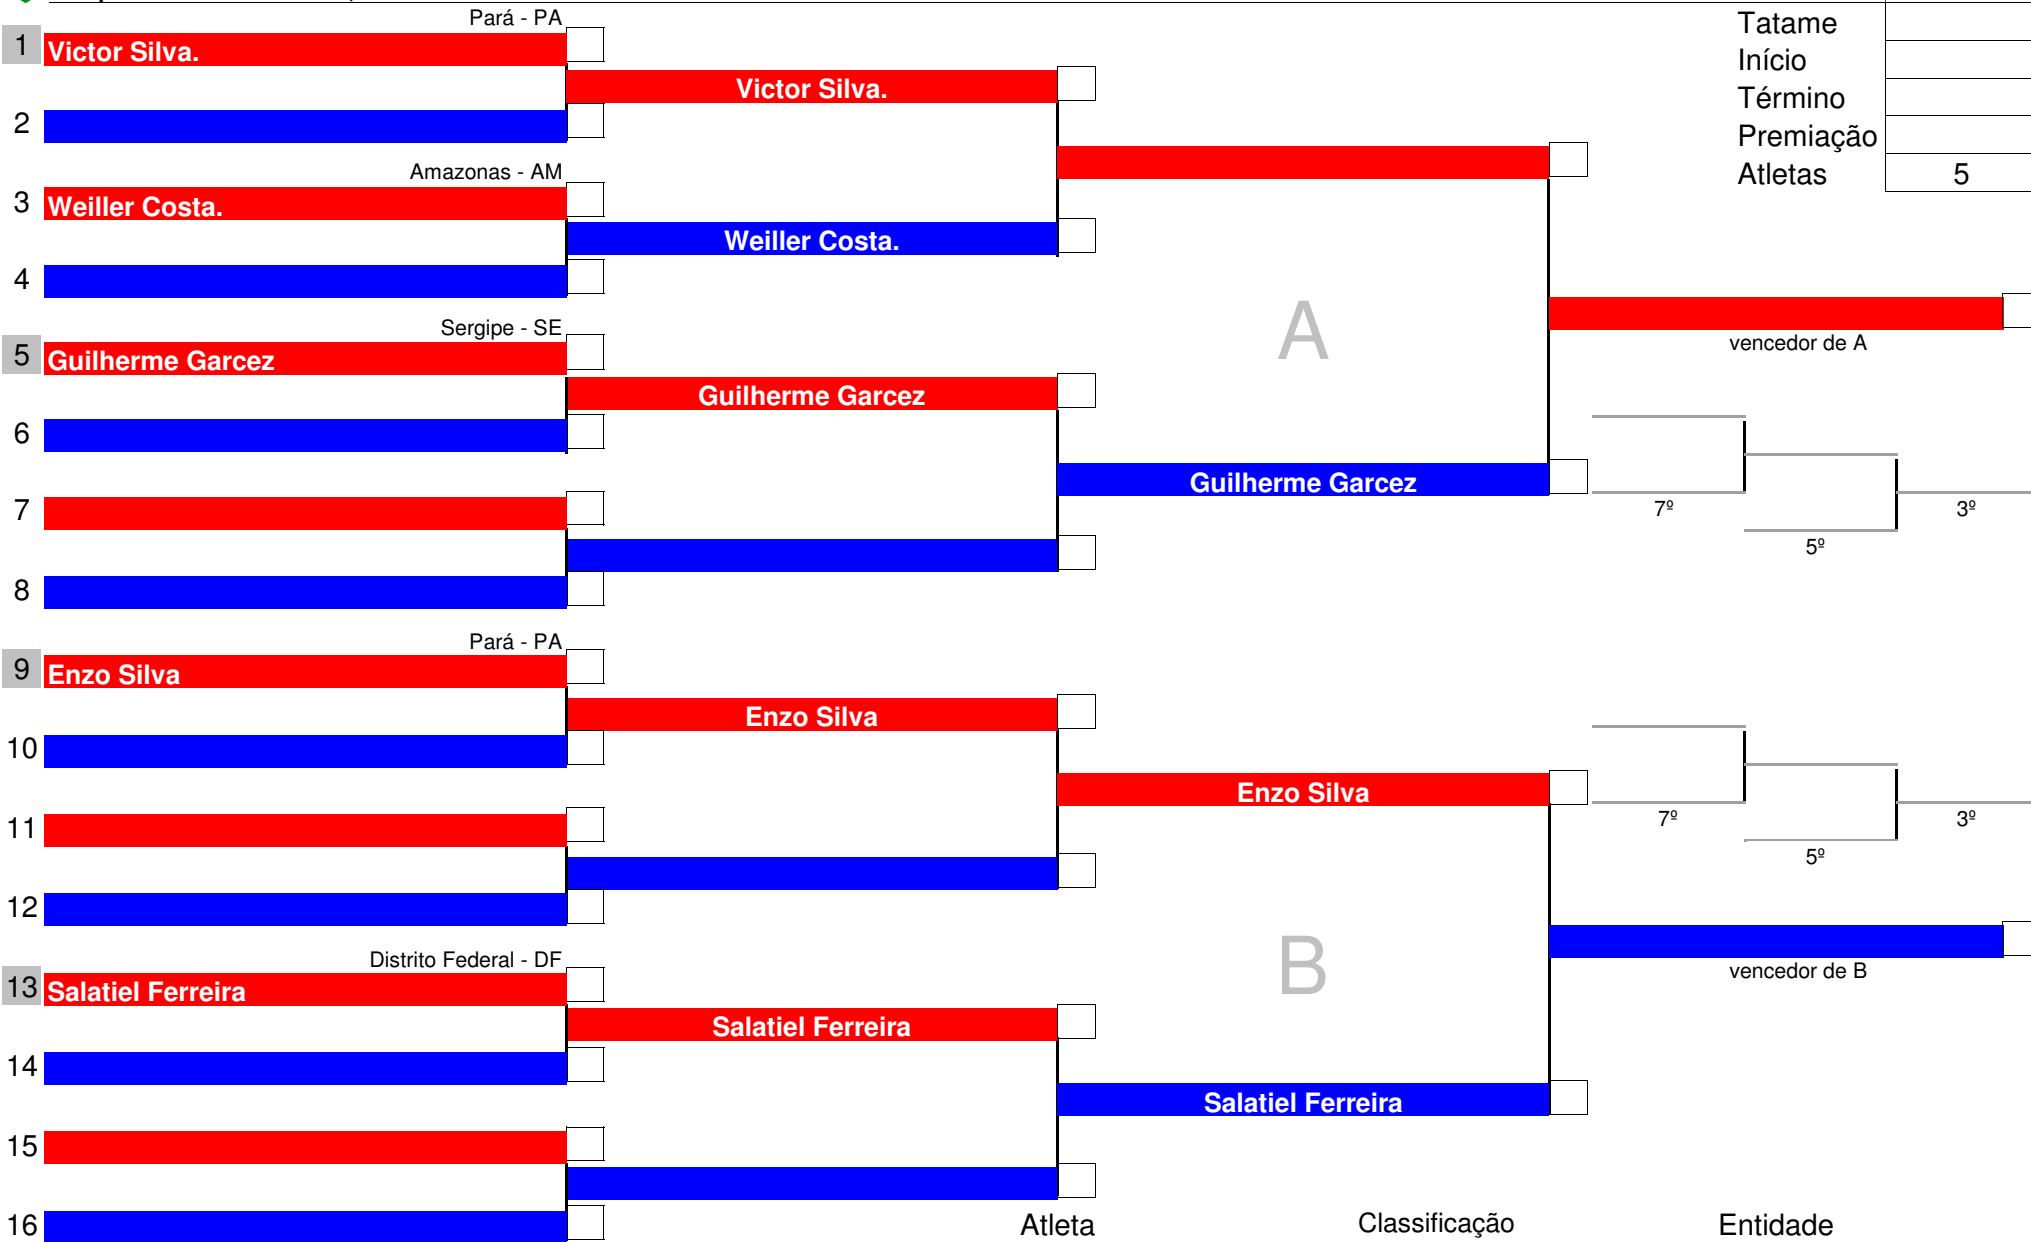 Pará - PA
1 Victor Silva.
Victor Silva.
2
Amazonas - AM
3 Weiller Costa.
Weiller Costa.
4
Sergipe - SE
5 Guilherme Garcez
Guilherme Garcez
6
Guilherme Garcez
7
8
Pará - PA
9 Enzo Silva
Enzo Silva
10
Enzo Silva
11
12
Distrito Federal - DF
13 Salatiel Ferreira
Salatiel Ferreira
14
Salatiel Ferreira
15
16
A
B
Tatame
Início
Término
Premiação
Atletas 5
vencedor de A
7º
3º
5º
7º
3º
5º
vencedor de B
Atleta Classificação Entidade